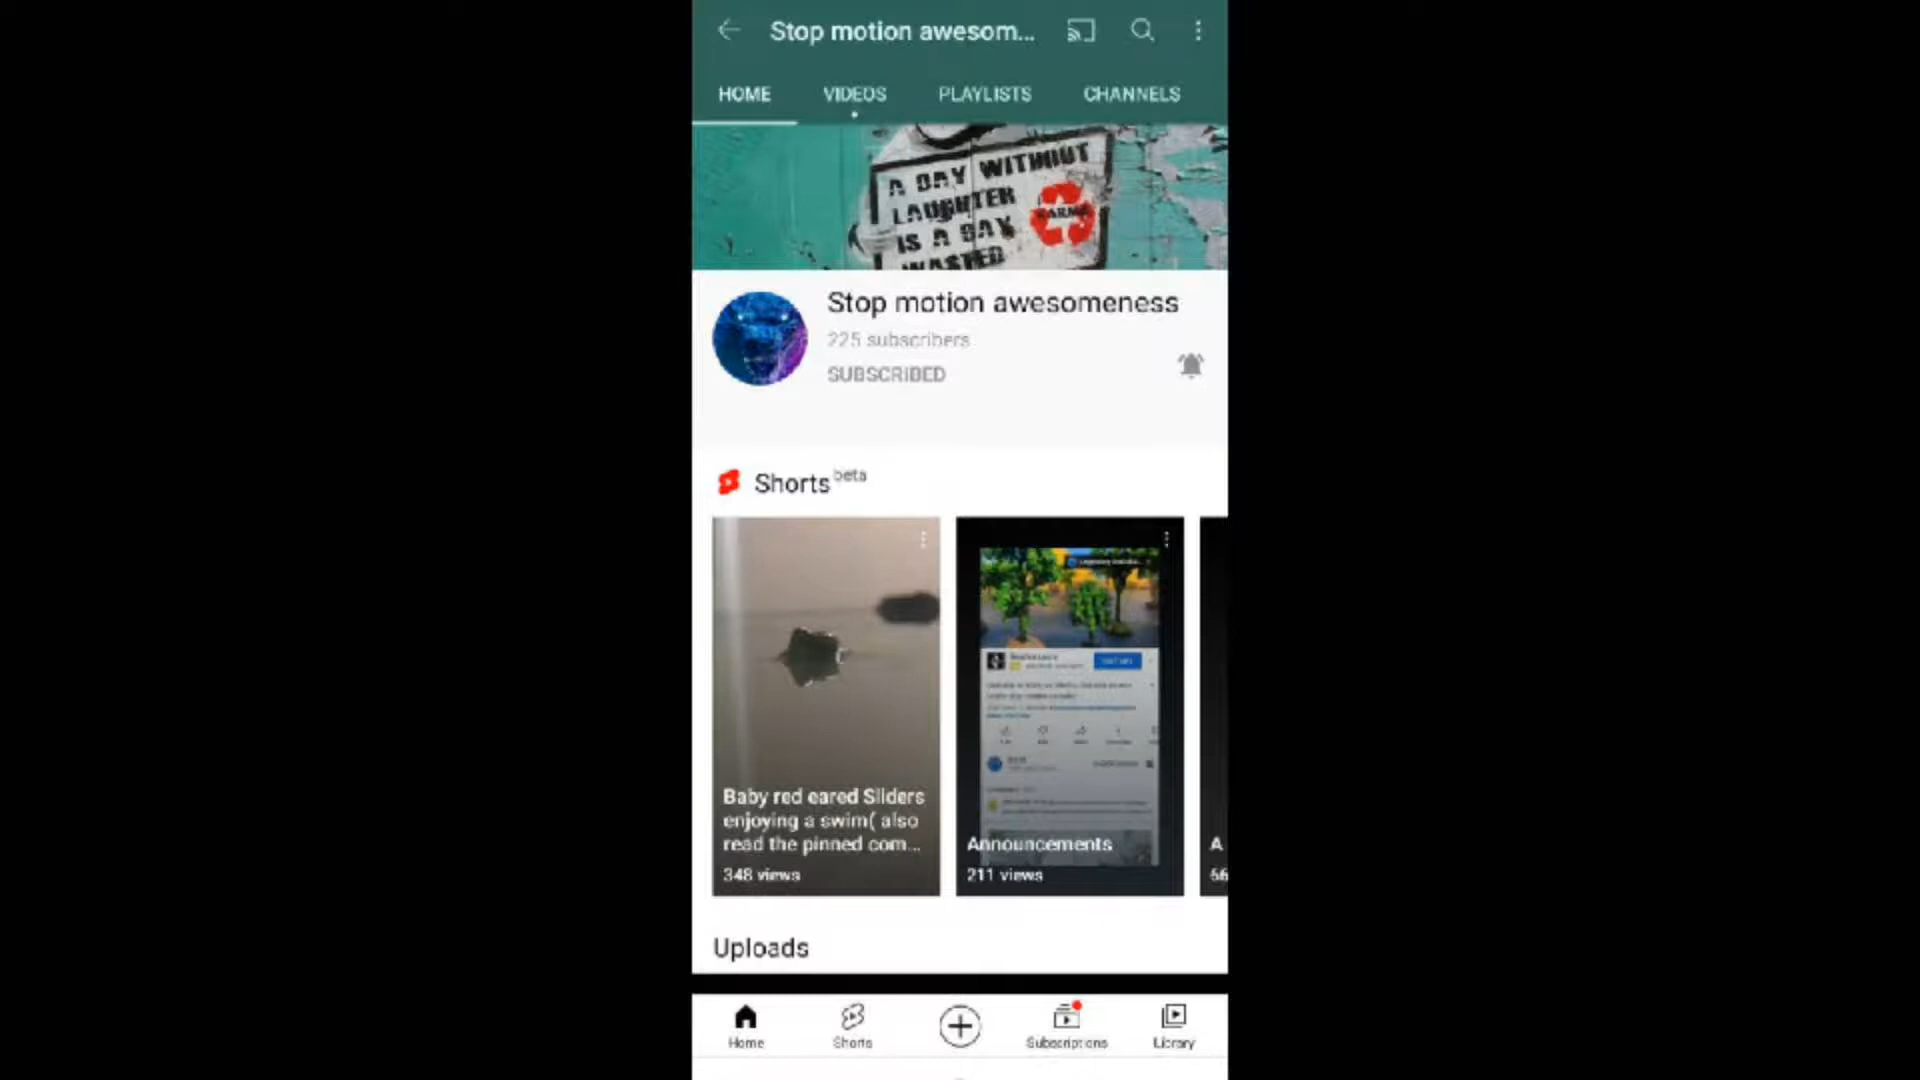 Stop motion awesom...
HOME
VIDEOS
PLAYLISTS
CHANNELS
A DAY WITHOUT
LAUGHTER
IS A DAY
WASTED
KARMA
Stop motion awesomeness
225 subscribers
SUBSCRIBED
Shorts beta
Baby red eared Sliders
enjoying a swim( also
read the pinned com...
348 views
Announcements
211 views
A
66
Uploads
Home
Shorts
Subscriptions
Library